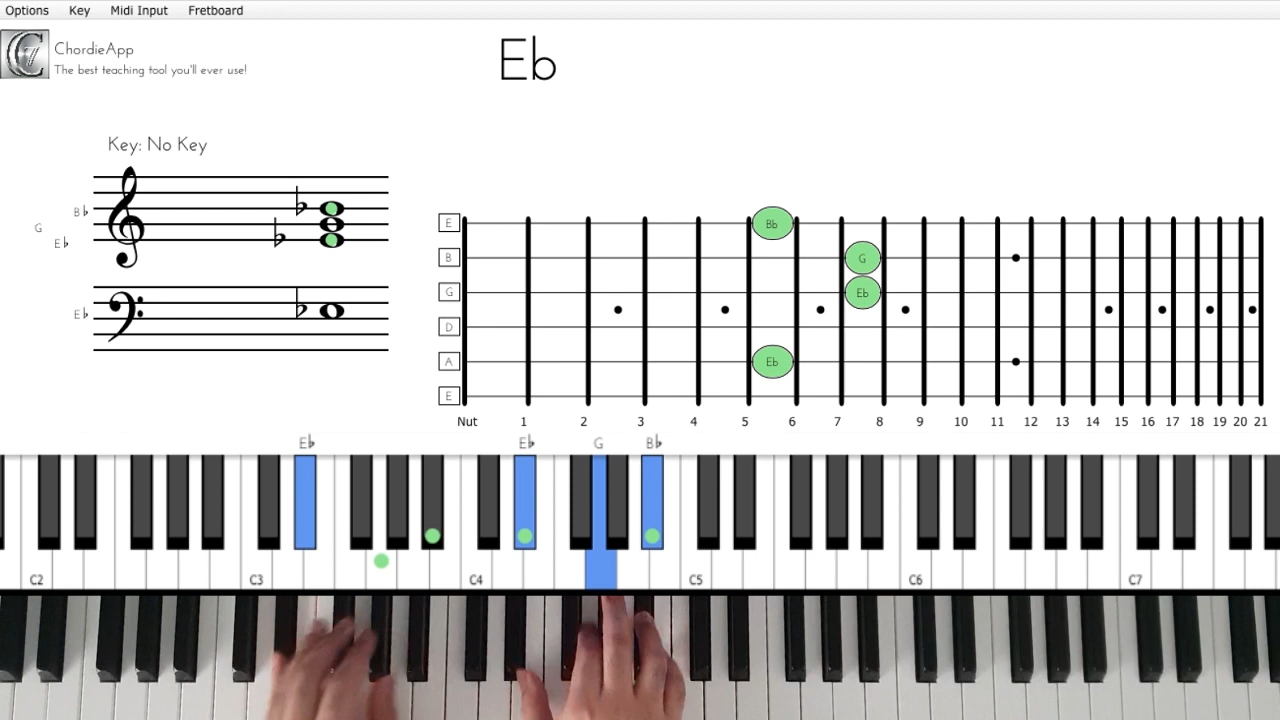 Options Key Midi Input Fretboard
ChordieApp
The best teaching tool you'll ever use!
Eb
Key: No Key
B♭
G
E♭
E♭
E
B
G
D
A
E
Bb
G
Eb
Eb
Nut 1 2 3 4 5 6 7 8 9 10 11 12 13 14 15 16 17 18 19 20 21
E♭ E♭ G B♭
C2 C3 C4 C5 C6 C7